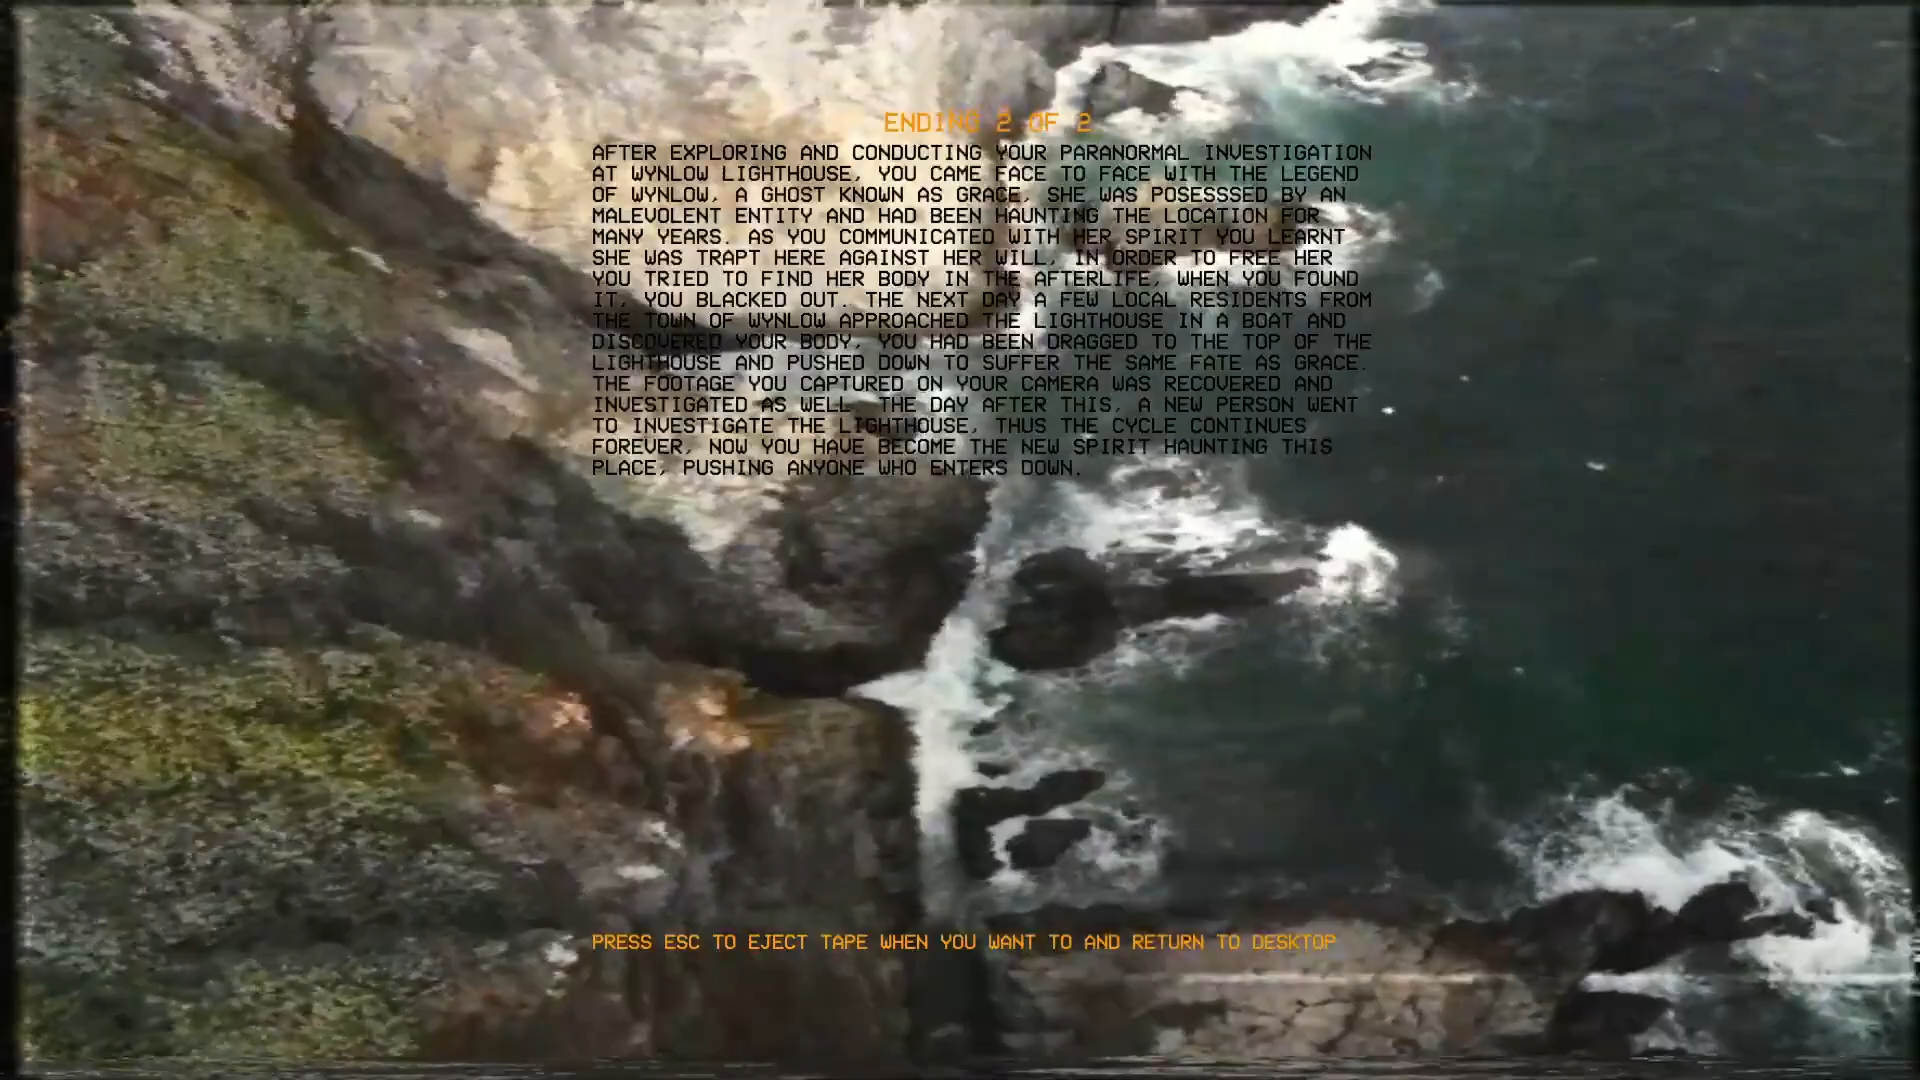 ENDING 2 OF 2
AFTER EXPLORING AND CONDUCTING YOUR PARANORMAL INVESTIGATION
AT WYNLOW LIGHTHOUSE, YOU CAME FACE TO FACE WITH THE LEGEND
OF WYNLOW, A GHOST KNOWN AS GRACE, SHE WAS POSESSSED BY AN
MALEVOLENT ENTITY AND HAD BEEN HAUNTING THE LOCATION FOR
MANY YEARS. AS YOU COMMUNICATED WITH HER SPIRIT YOU LEARNT
SHE WAS TRAPT HERE AGAINST HER WILL, IN ORDER TO FREE HER
YOU TRIED TO FIND HER BODY IN THE AFTERLIFE, WHEN YOU FOUND
IT, YOU BLACKED OUT. THE NEXT DAY A FEW LOCAL RESIDENTS FROM
THE TOWN OF WYNLOW APPROACHED THE LIGHTHOUSE IN A BOAT AND
DISCOVERED YOUR BODY, YOU HAD BEEN DRAGGED TO THE TOP OF THE
LIGHTHOUSE AND PUSHED DOWN TO SUFFER THE SAME FATE AS GRACE.
THE FOOTAGE YOU CAPTURED ON YOUR CAMERA WAS RECOVERED AND
INVESTIGATED AS WELL. THE DAY AFTER THIS, A NEW PERSON WENT
TO INVESTIGATE THE LIGHTHOUSE, THUS THE CYCLE CONTINUES
FOREVER, NOW YOU HAVE BECOME THE NEW SPIRIT HAUNTING THIS
PLACE, PUSHING ANYONE WHO ENTERS DOWN.
PRESS ESC TO EJECT TAPE WHEN YOU WANT TO AND RETURN TO DESKTOP